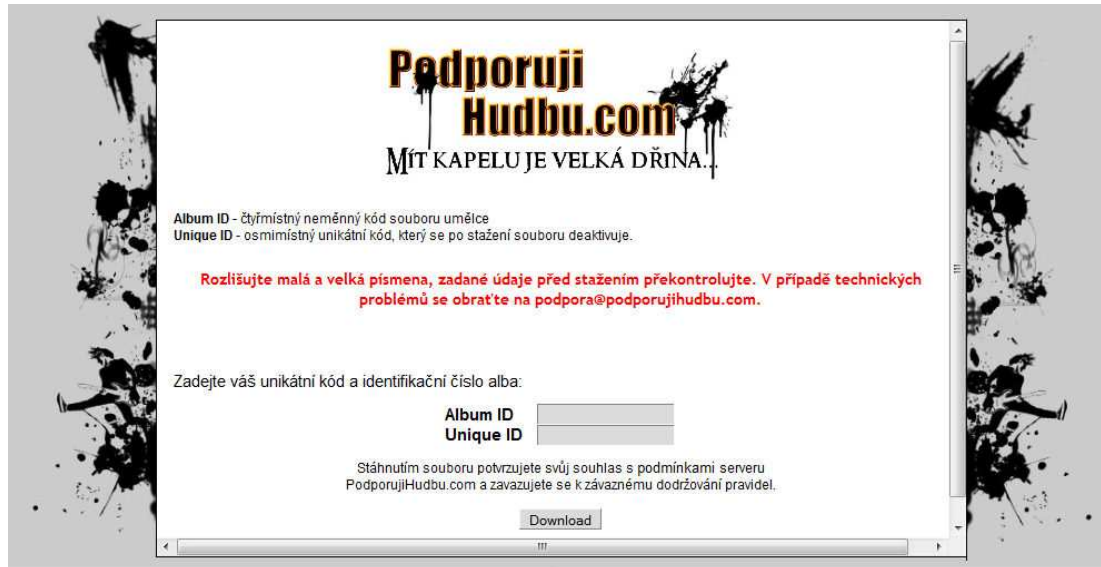 Podporuji
Hudbu.com
MÍT KAPELU JE VELKÁ DŘINA...
Album ID - čtyřmístný neměnný kód souboru umělce
Unique ID - osmimístný unikátní kód, který se po stažení souboru deaktivuje.
Rozlišujte malá a velká písmena, zadané údaje před stažením překontrolujte. V případě technických
problémů se obraťte na podpora@podporujihudbu.com.
Zadejte váš unikátní kód a identifikační číslo alba:
Album ID
Unique ID
Stáhnutím souboru potvrzujete svůj souhlas s podmínkami serveru
PodporujiHudbu.com a zavazujete se k závaznému dodržování pravidel.
Download